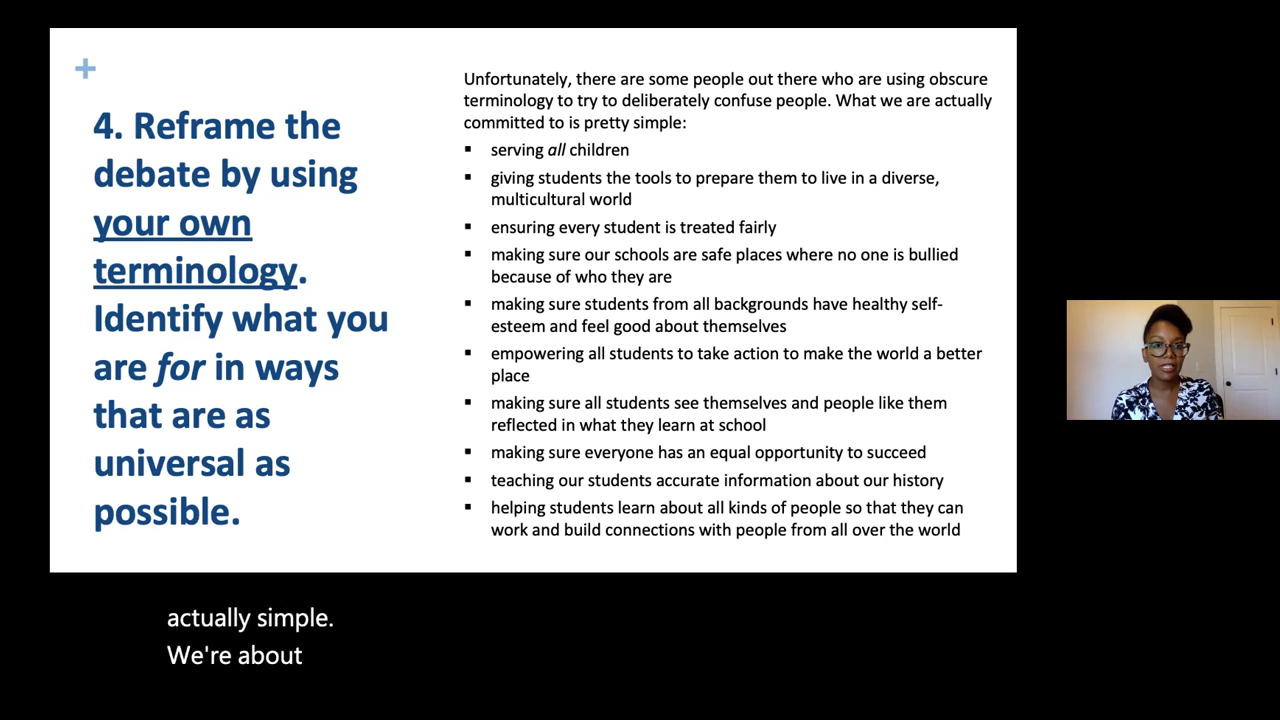 +
4. Reframe the
debate by using
your own
terminology.
Identify what you
are for in ways
that are as
universal as
possible.
Unfortunately, there are some people out there who are using obscure
terminology to try to deliberately confuse people. What we are actually
committed to is pretty simple:
▪ serving all children
▪ giving students the tools to prepare them to live in a diverse,
multicultural world
▪ ensuring every student is treated fairly
▪ making sure our schools are safe places where no one is bullied
because of who they are
▪ making sure students from all backgrounds have healthy self-
esteem and feel good about themselves
▪ empowering all students to take action to make the world a better
place
▪ making sure all students see themselves and people like them
reflected in what they learn at school
▪ making sure everyone has an equal opportunity to succeed
▪ teaching our students accurate information about our history
▪ helping students learn about all kinds of people so that they can
work and build connections with people from all over the world
actually simple.
We're about